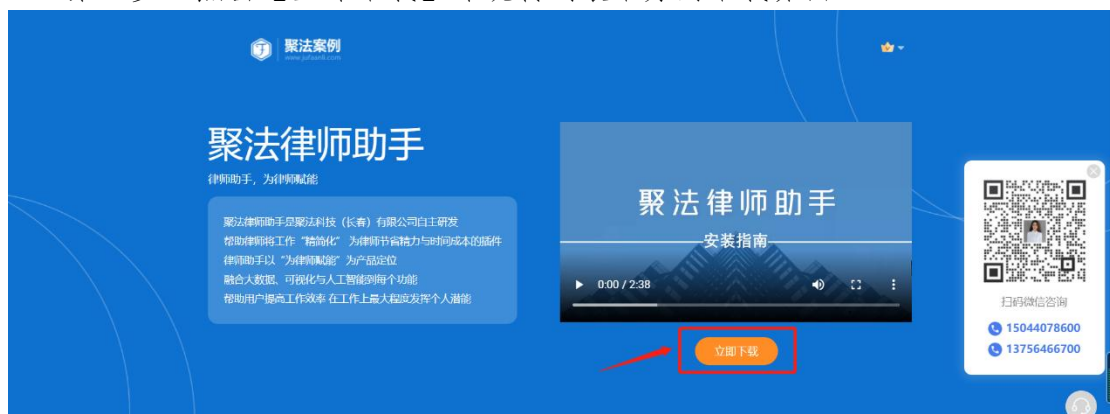 聚法案例
www.jufaanli.com
聚法律师助手
律师助手，为律师赋能
聚法律师助手是聚法科技（长春）有限公司自主研发
帮助律师将工作“精简化” 为律师节省精力与时间成本的插件
律师助手以“为律师赋能”为产品定位
融合大数据、可视化与人工智能到每个功能
帮助用户提高工作效率 在工作上最大程度发挥个人潜能
聚法律师助手
安装指南
0:00 / 2:38
立即下载
扫码微信咨询
15044078600
13756466700